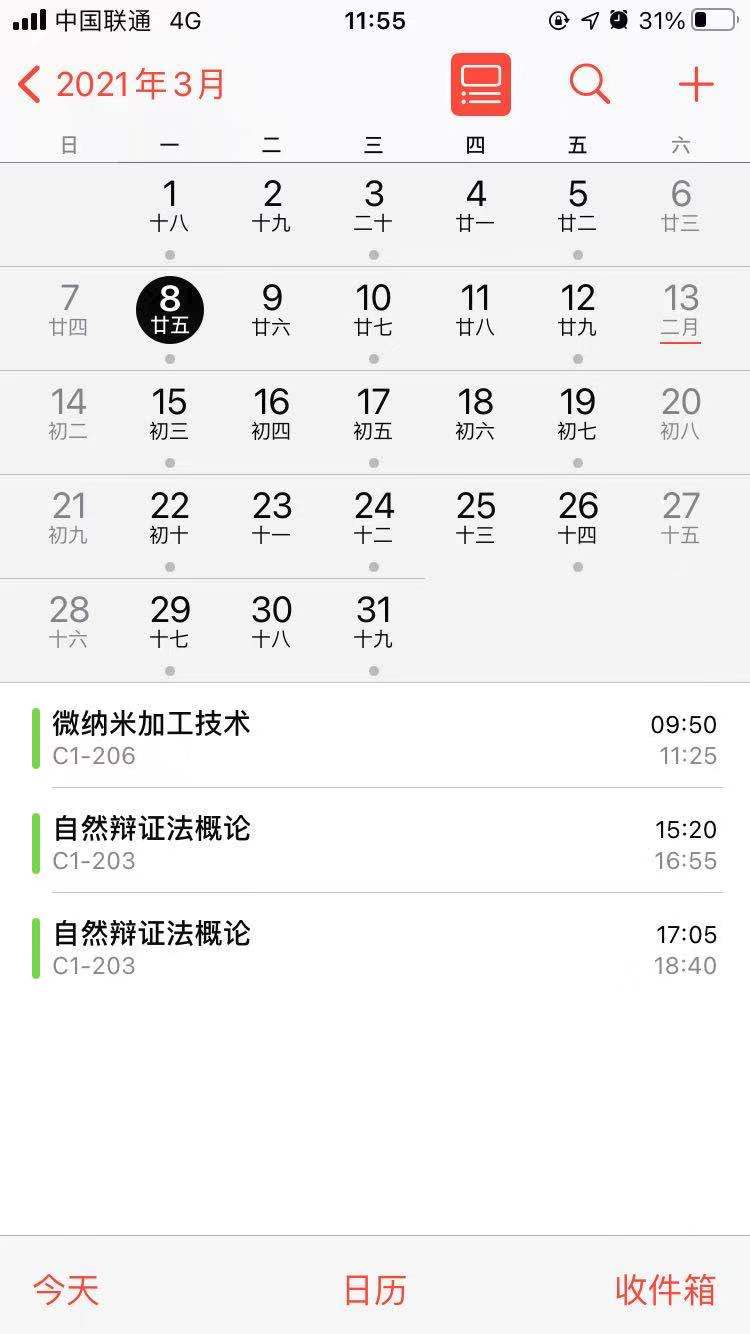 中国联通 4G 11:55 31%
2021年3月
日 一 二 三 四 五 六
1 2 3 4 5 6
十八 十九 二十 廿一 廿二 廿三
7 8 9 10 11 12 13
廿四 廿五 廿六 廿七 廿八 廿九 二月
14 15 16 17 18 19 20
初二 初三 初四 初五 初六 初七 初八
21 22 23 24 25 26 27
初九 初十 十一 十二 十三 十四 十五
28 29 30 31
十六 十七 十八 十九
微纳米加工技术 09:50
C1-206 11:25
自然辩证法概论 15:20
C1-203 16:55
自然辩证法概论 17:05
C1-203 18:40
今天 日历 收件箱